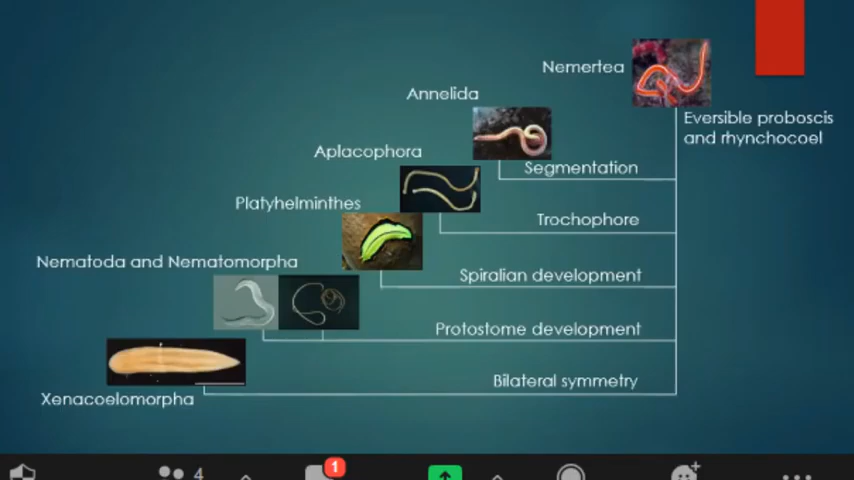 Nemertea
Eversible proboscis
and rhynchocoel
Annelida
Segmentation
Aplacophora
Trochophore
Platyhelminthes
Spiralian development
Nematoda and Nematomorpha
Protostome development
Bilateral symmetry
Xenacoelomorpha
4
1